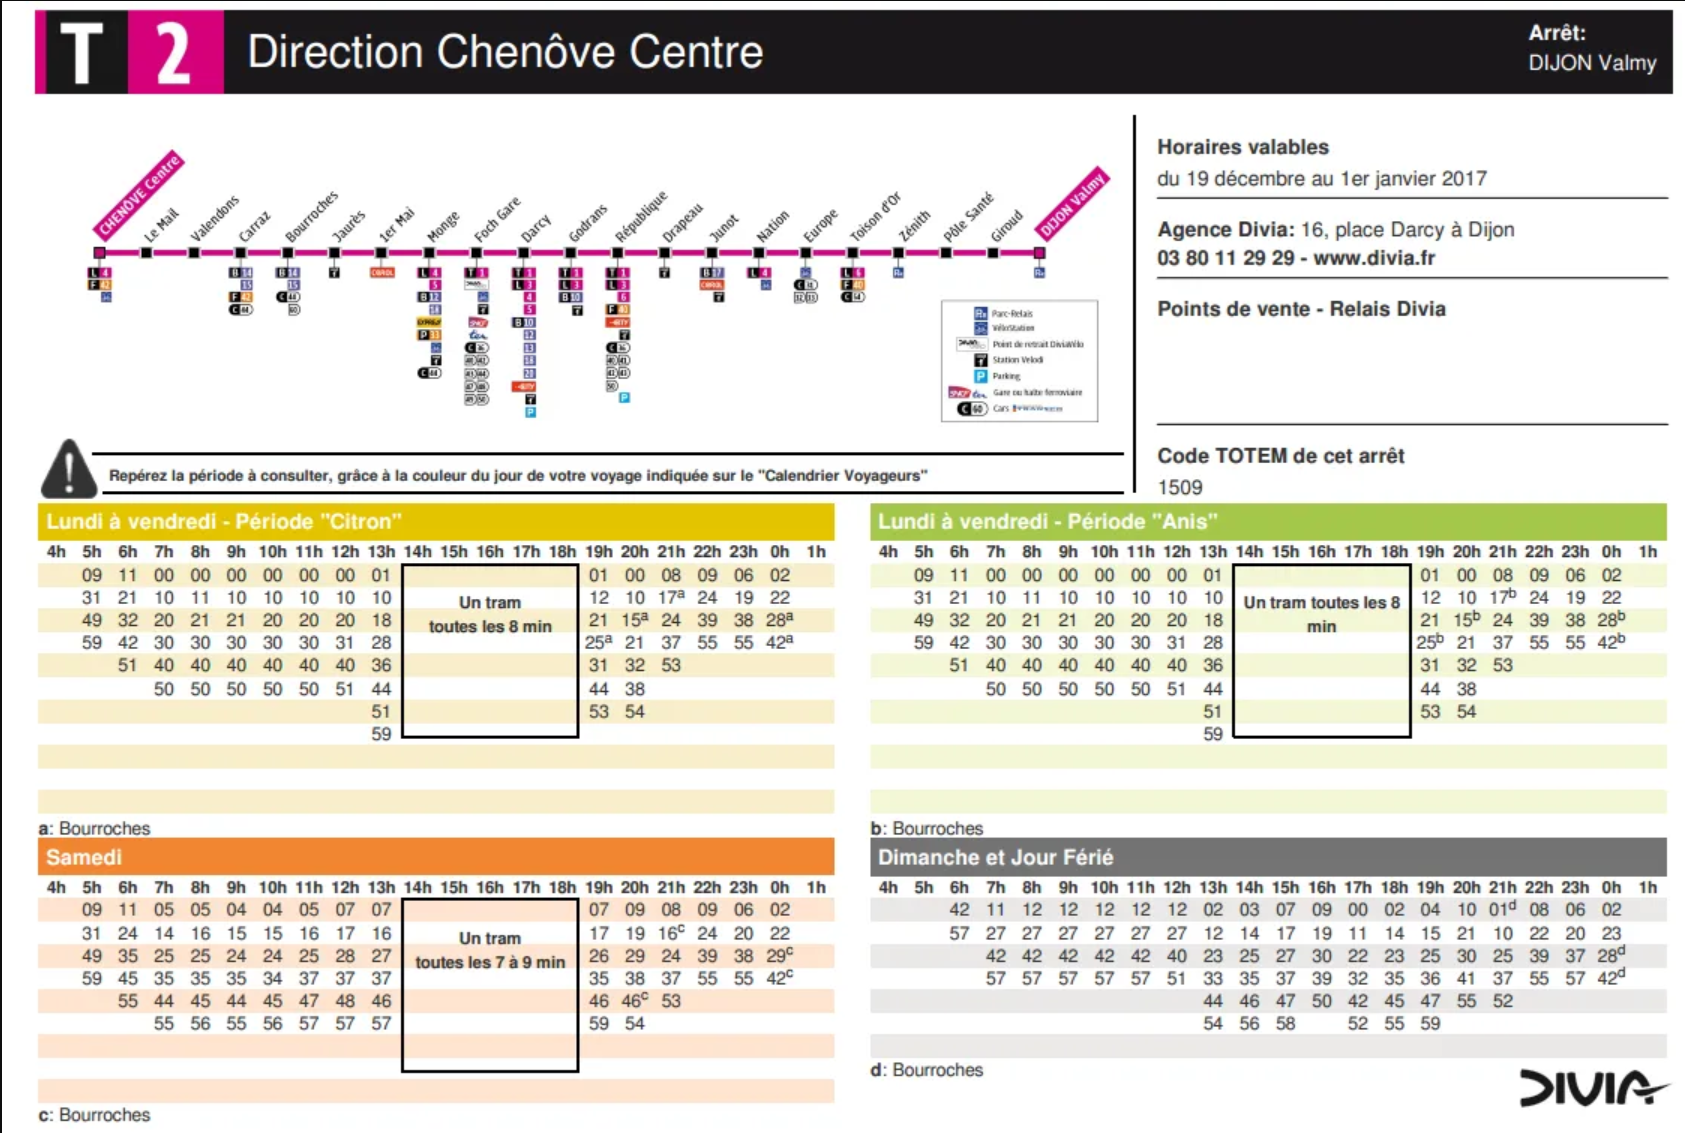 T 2 Direction Chenôve Centre
Arrêt:
DIJON Valmy
CHENÔVE Centre
Le Mail
Valendons
Carraz
Bourroches
Jaurès
1er Mai
Monge
Foch Gare
Darcy
Godrans
République
Drapeau
Junot
Nation
Europe
Toison d'Or
Zénith
Pôle Santé
Giroud
DIJON Valmy
Parc-Relais
VéloStation
Point de retrait DiviaVélo
Station Velodi
P Parking
Gare ou halte ferroviaire
C 60 Cars
Horaires valables
du 19 décembre au 1er janvier 2017
Agence Divia: 16, place Darcy à Dijon
03 80 11 29 29 - www.divia.fr
Points de vente - Relais Divia
Code TOTEM de cet arrêt
1509
Repérez la période à consulter, grâce à la couleur du jour de votre voyage indiquée sur le "Calendrier Voyageurs"
Lundi à vendredi - Période "Citron"
4h 5h 6h 7h 8h 9h 10h 11h 12h 13h 14h 15h 16h 17h 18h 19h 20h 21h 22h 23h 0h 1h
09 11 00 00 00 00 00 00 01 01 00 08 09 06 02
31 21 10 11 10 10 10 10 10 Un tram 12 10 17a 24 19 22
49 32 20 21 21 20 20 20 18 toutes les 8 min 21 15a 24 39 38 28a
59 42 30 30 30 30 30 31 28 25a 21 37 55 55 42a
51 40 40 40 40 40 40 36 31 32 53
50 50 50 50 50 51 44 44 38
51 53 54
59
a: Bourroches
Lundi à vendredi - Période "Anis"
4h 5h 6h 7h 8h 9h 10h 11h 12h 13h 14h 15h 16h 17h 18h 19h 20h 21h 22h 23h 0h 1h
09 11 00 00 00 00 00 00 01 01 00 08 09 06 02
31 21 10 11 10 10 10 10 10 Un tram toutes les 8 12 10 17b 24 19 22
49 32 20 21 21 20 20 20 18 min 21 15b 24 39 38 28b
59 42 30 30 30 30 30 31 28 25b 21 37 55 55 42b
51 40 40 40 40 40 40 36 31 32 53
50 50 50 50 50 51 44 44 38
51 53 54
59
b: Bourroches
Samedi
4h 5h 6h 7h 8h 9h 10h 11h 12h 13h 14h 15h 16h 17h 18h 19h 20h 21h 22h 23h 0h 1h
09 11 05 05 04 04 05 07 07 07 09 08 09 06 02
31 24 14 16 15 15 16 17 16 Un tram 17 19 16c 24 20 22
49 35 25 25 24 24 25 28 27 toutes les 7 à 9 min 26 29 24 39 38 29c
59 45 35 35 35 34 37 37 37 35 38 37 55 55 42c
55 44 45 44 45 47 48 46 46 46c 53
55 56 55 56 57 57 57 59 54
c: Bourroches
Dimanche et Jour Férié
4h 5h 6h 7h 8h 9h 10h 11h 12h 13h 14h 15h 16h 17h 18h 19h 20h 21h 22h 23h 0h 1h
42 11 12 12 12 12 12 02 03 07 09 00 02 04 10 01d 08 06 02
57 27 27 27 27 27 27 12 14 17 19 11 14 15 21 10 22 20 23
42 42 42 42 42 40 23 25 27 30 22 23 25 30 25 39 37 28d
57 57 57 57 57 51 33 35 37 39 32 35 36 41 37 55 57 42d
44 46 47 50 42 45 47 55 52
54 56 58 52 55 59
d: Bourroches
DIVIA